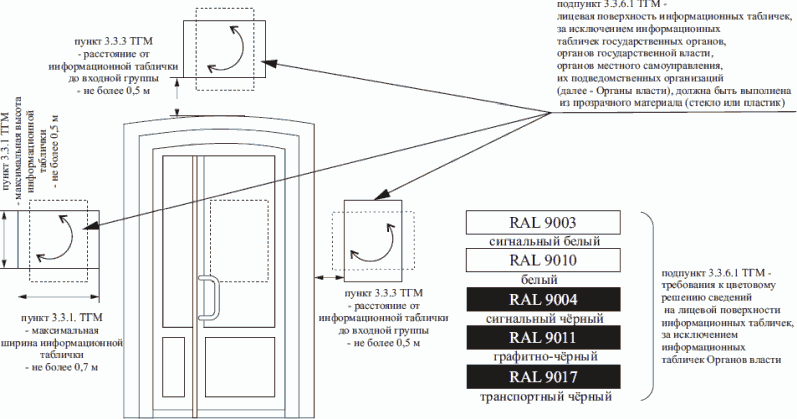 подпункт 3.3.6.1 ТГМ -
лицевая поверхность информационных табличек,
за исключением информационных
табличек государственных органов,
органов государственной власти,
органов местного самоуправления,
их подведомственных организаций
(далее - Органы власти), должна быть выполнена
из прозрачного материала (стекло или пластик)
пункт 3.3.3 ТГМ
- расстояние от
информационной таблички
до входной группы
- не более 0,5 м
пункт 3.3.1 ТГМ
- максимальная высота
информационной
таблички
- не более 0,5 м
пункт 3.3.1. ТГМ
- максимальная
ширина информационной
таблички
- не более 0,7 м
пункт 3.3.3 ТГМ
- расстояние от
информационной таблички
до входной группы
- не более 0,5 м
RAL 9003
сигнальный белый
RAL 9010
белый
RAL 9004
сигнальный чёрный
RAL 9011
графитно-чёрный
RAL 9017
транспортный чёрный
подпункт 3.3.6.1 ТГМ -
требования к цветовому
решению сведений
на лицевой поверхности
информационных табличек,
за исключением
информационных
табличек Органов власти